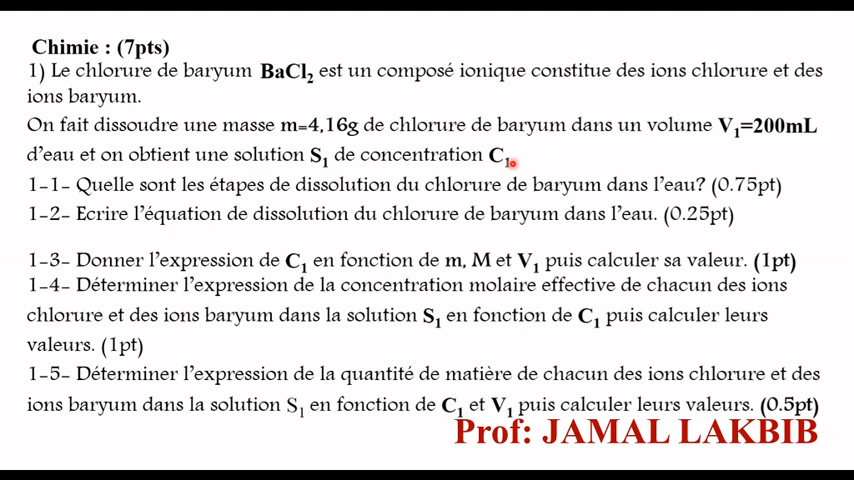 Chimie : (7pts)
1) Le chlorure de baryum BaCl₂ est un composé ionique constitue des ions chlorure et des
ions baryum.
On fait dissoudre une masse m=4,16g de chlorure de baryum dans un volume V₁=200mL
d'eau et on obtient une solution S₁ de concentration C₁.
1-1- Quelle sont les étapes de dissolution du chlorure de baryum dans l'eau? (0.75pt)
1-2- Ecrire l'équation de dissolution du chlorure de baryum dans l'eau. (0.25pt)
1-3- Donner l'expression de C₁ en fonction de m, M et V₁ puis calculer sa valeur. (1pt)
1-4- Déterminer l'expression de la concentration molaire effective de chacun des ions
chlorure et des ions baryum dans la solution S₁ en fonction de C₁ puis calculer leurs
valeurs. (1pt)
1-5- Déterminer l'expression de la quantité de matière de chacun des ions chlorure et des
ions baryum dans la solution S₁ en fonction de C₁ et V₁ puis calculer leurs valeurs. (0.5pt)
Prof: JAMAL LAKBIB